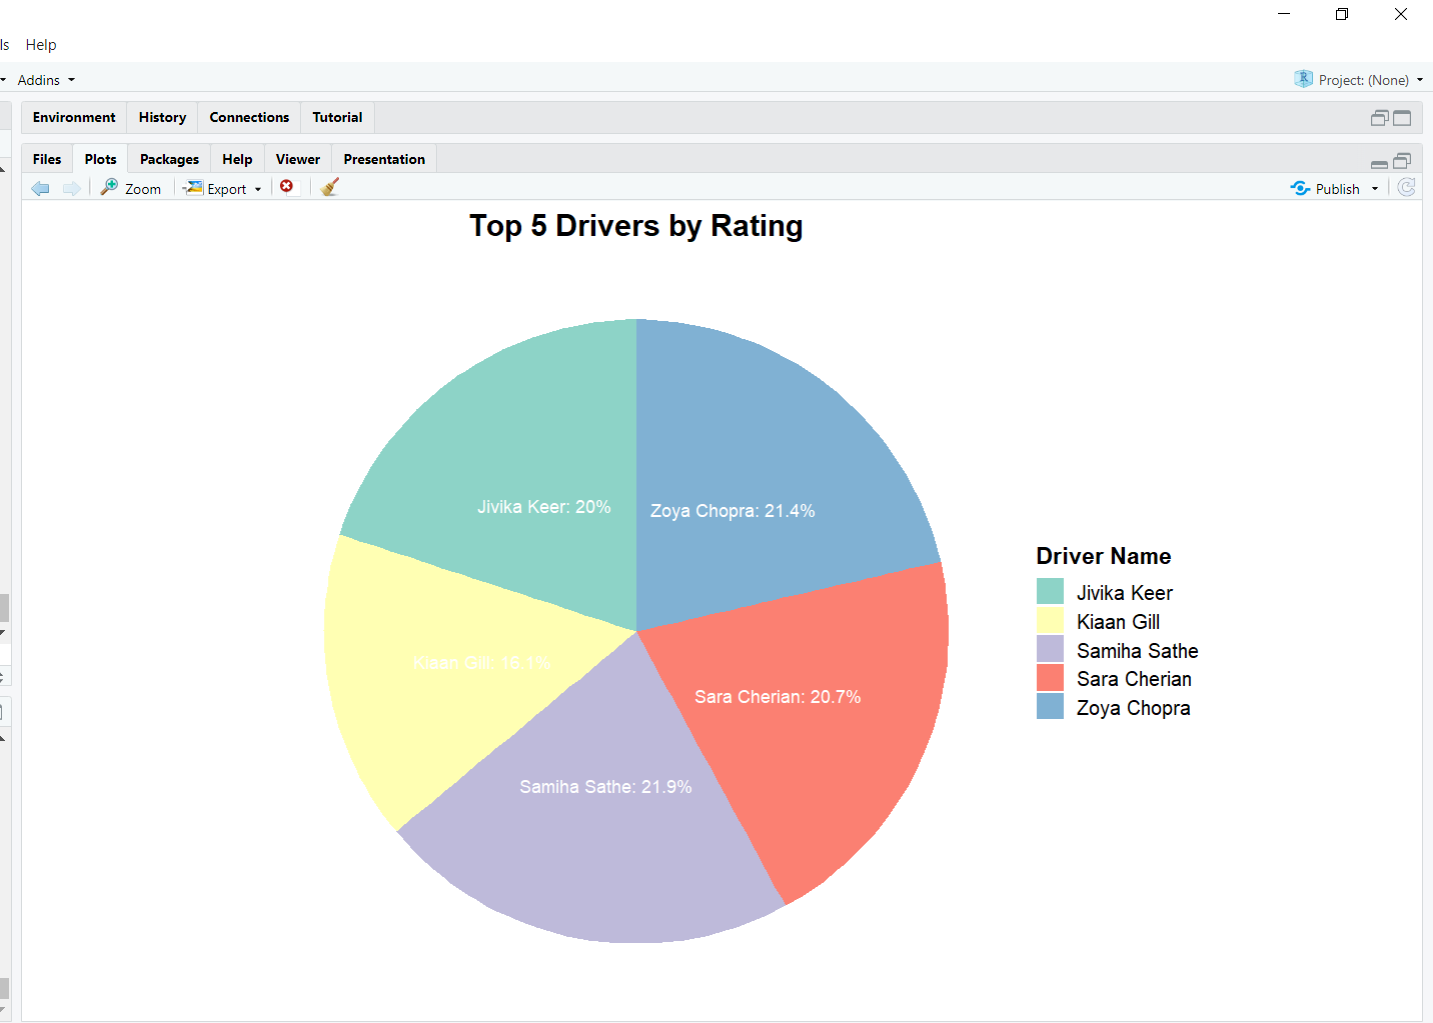 ls Help
Addins
Project: (None)
Environment History Connections Tutorial
Files Plots Packages Help Viewer Presentation
Zoom Export Publish
Top 5 Drivers by Rating
Jivika Keer: 20%
Zoya Chopra: 21.4%
Kiaan Gill: 16.1%
Sara Cherian: 20.7%
Samiha Sathe: 21.9%
Driver Name
Jivika Keer
Kiaan Gill
Samiha Sathe
Sara Cherian
Zoya Chopra